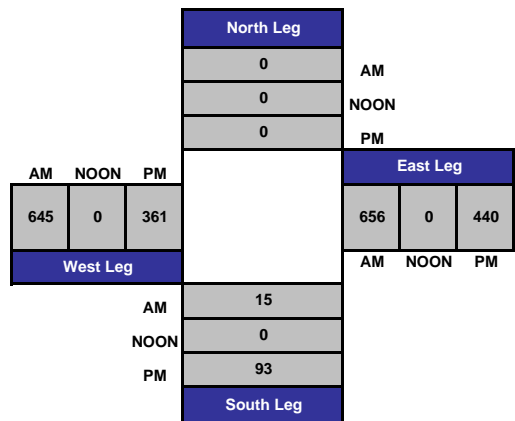 North Leg
0
AM
0
NOON
0
PM
East Leg
AM NOON PM
645 0 361
656 0 440
West Leg
AM NOON PM
AM 15
NOON 0
PM 93
South Leg